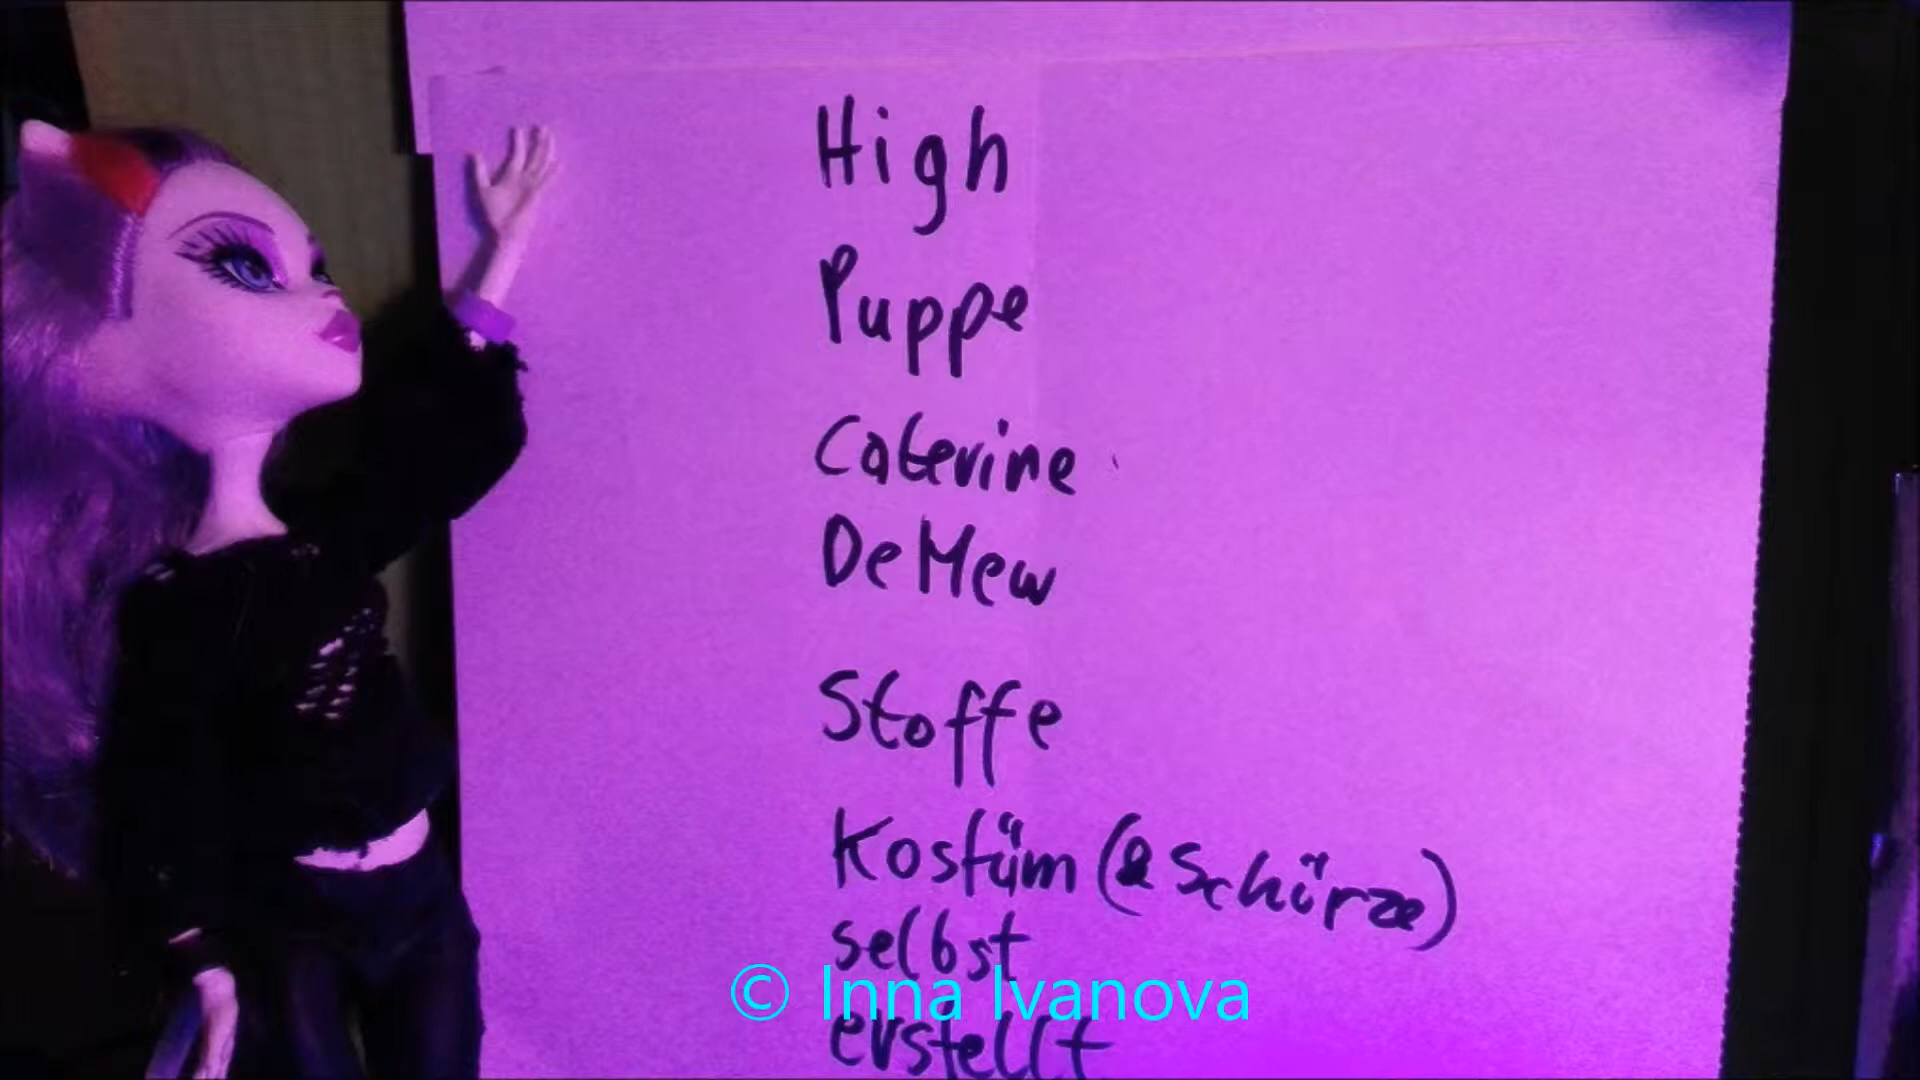 High
Puppe
Caterine
DeMew
Stoffe
Kostüm (& Schürze)
selbst
© Inna Ivanova
erstellt